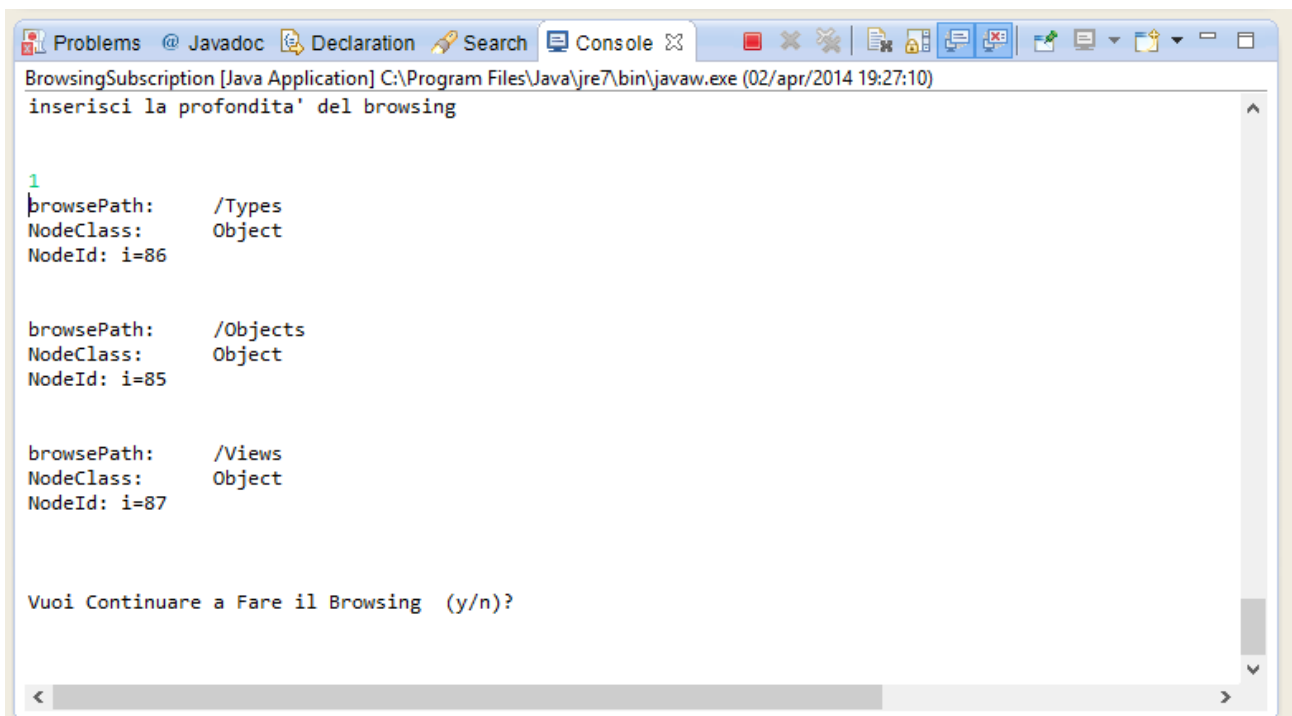 Problems @ Javadoc Declaration Search Console
BrowsingSubscription [Java Application] C:\Program Files\Java\jre7\bin\javaw.exe (02/apr/2014 19:27:10)
inserisci la profondita' del browsing
1
browsePath: /Types
NodeClass: Object
NodeId: i=86
browsePath: /Objects
NodeClass: Object
NodeId: i=85
browsePath: /Views
NodeClass: Object
NodeId: i=87
Vuoi Continuare a Fare il Browsing (y/n)?